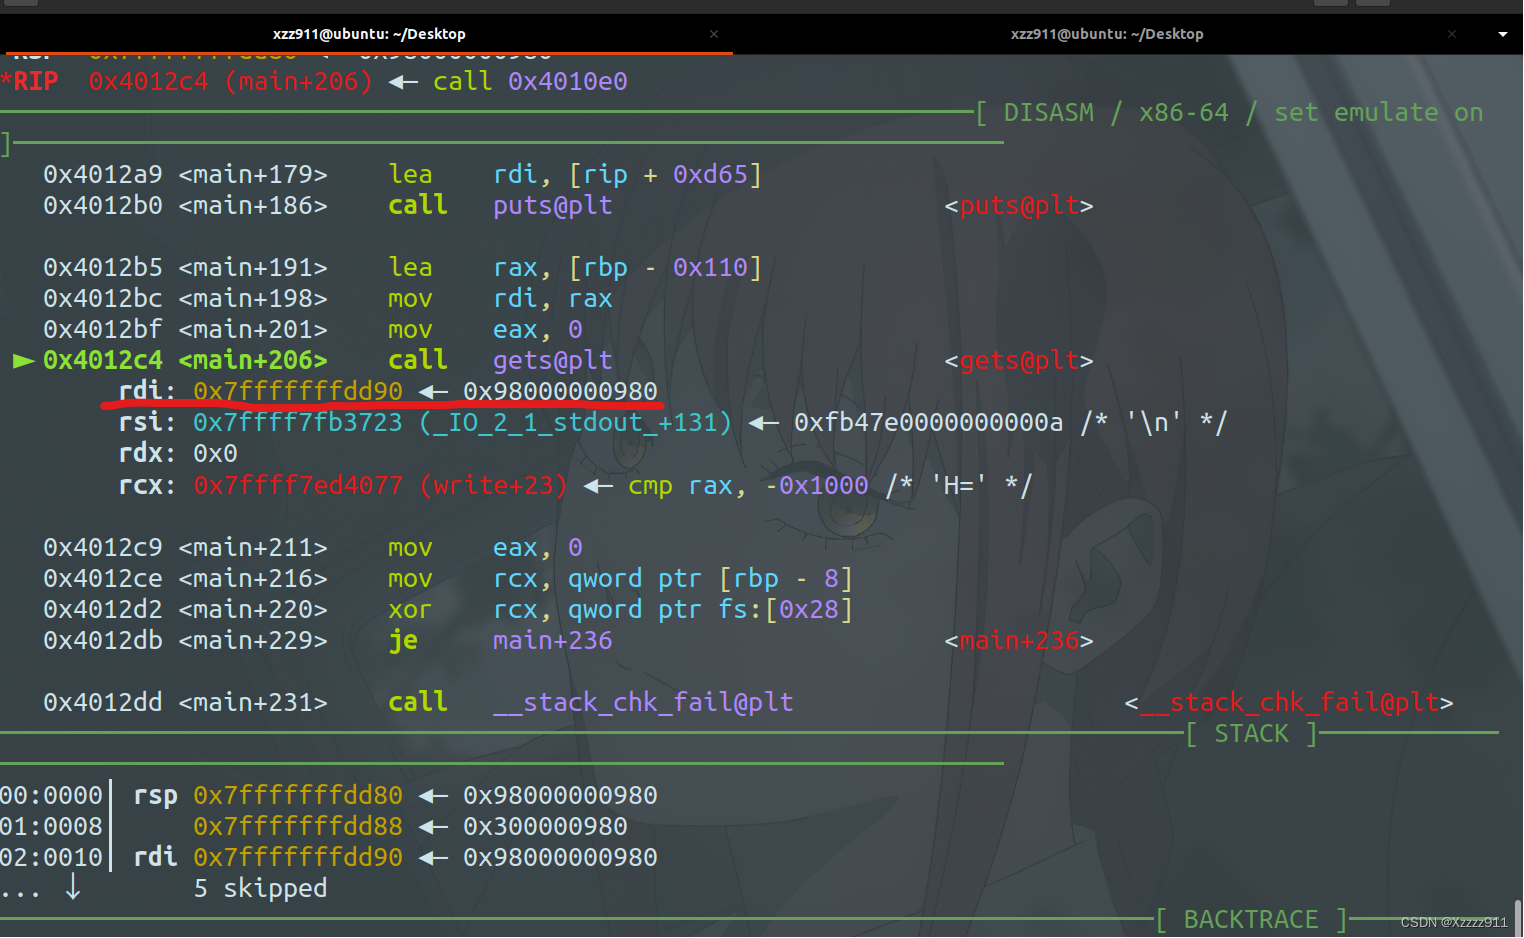 xzz911@ubuntu: ~/Desktop × xzz911@ubuntu: ~/Desktop ×
*RIP 0x4012c4 (main+206) ◂— call 0x4010e0
[ DISASM / x86-64 / set emulate on
]
0x4012a9 <main+179> lea rdi, [rip + 0xd65]
0x4012b0 <main+186> call puts@plt <puts@plt>
0x4012b5 <main+191> lea rax, [rbp - 0x110]
0x4012bc <main+198> mov rdi, rax
0x4012bf <main+201> mov eax, 0
► 0x4012c4 <main+206> call gets@plt <gets@plt>
rdi: 0x7fffffffdd90 ◂— 0x98000000980
rsi: 0x7ffff7fb3723 (_IO_2_1_stdout_+131) ◂— 0xfb47e0000000000a /* '\n' */
rdx: 0x0
rcx: 0x7ffff7ed4077 (write+23) ◂— cmp rax, -0x1000 /* 'H=' */
0x4012c9 <main+211> mov eax, 0
0x4012ce <main+216> mov rcx, qword ptr [rbp - 8]
0x4012d2 <main+220> xor rcx, qword ptr fs:[0x28]
0x4012db <main+229> je main+236 <main+236>
0x4012dd <main+231> call __stack_chk_fail@plt <__stack_chk_fail@plt>
[ STACK ]
00:0000│ rsp 0x7fffffffdd80 ◂— 0x98000000980
01:0008│ 0x7fffffffdd88 ◂— 0x300000980
02:0010│ rdi 0x7fffffffdd90 ◂— 0x98000000980
... ↓ 5 skipped
[ BACKTRACE ]
CSDN @Xzzzz911